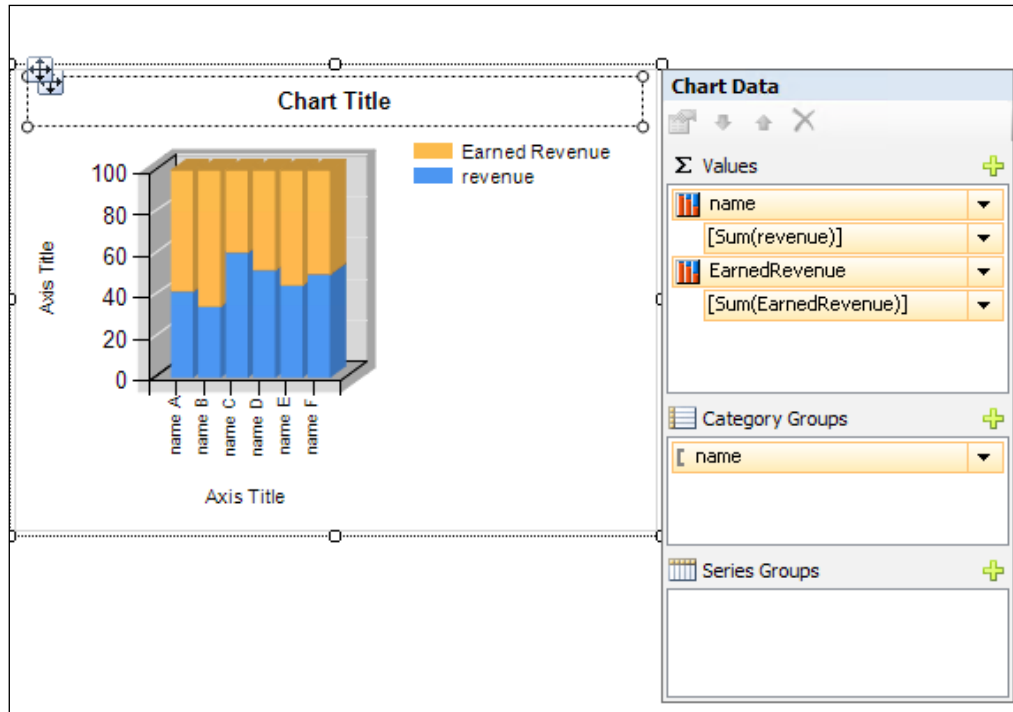 Chart Title
Earned Revenue
revenue
100
80
60
40
20
0
Axis Title
name A
name B
name C
name D
name E
name F
Axis Title
Chart Data
Σ Values
name
[Sum(revenue)]
EarnedRevenue
[Sum(EarnedRevenue)]
Category Groups
name
Series Groups